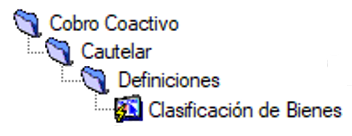 Cobro Coactivo
Cautelar
Definiciones
Clasificación de Bienes